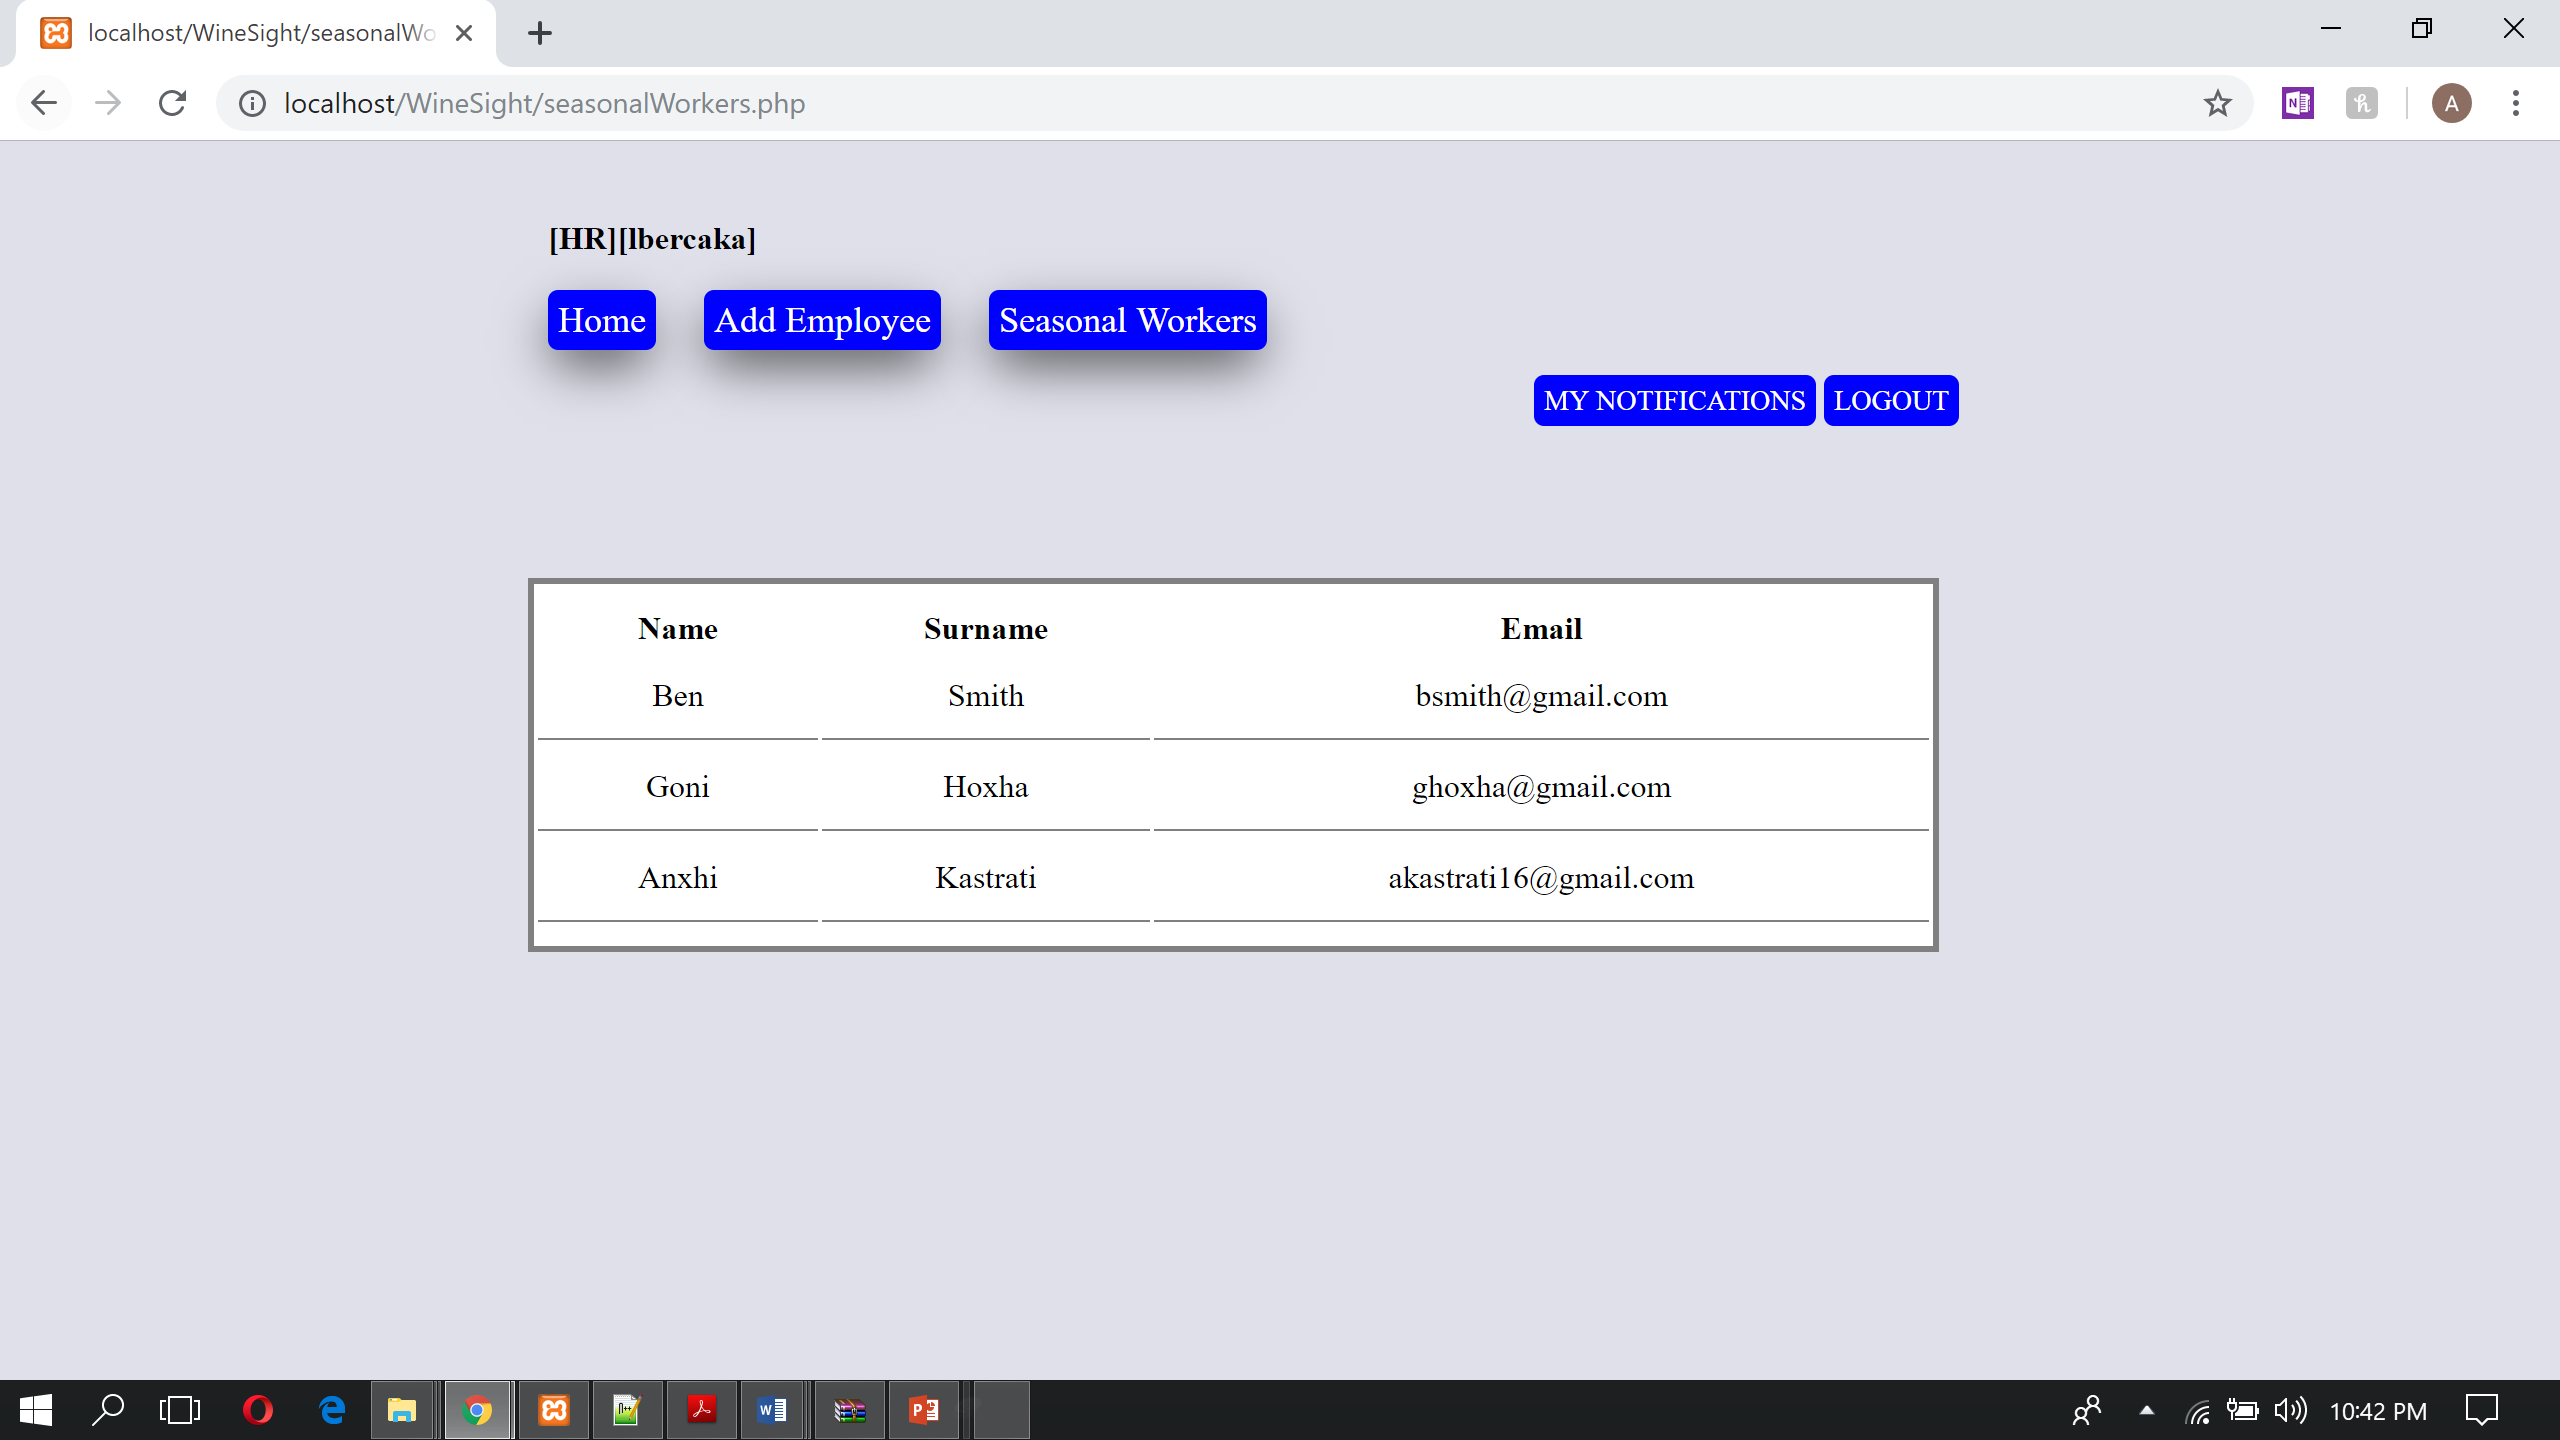 localhost/WineSight/seasonalWo
localhost/WineSight/seasonalWorkers.php
A
[HR][lbercaka]
Home Add Employee Seasonal Workers
MY NOTIFICATIONS LOGOUT
Name Surname Email
Ben Smith bsmith@gmail.com
Goni Hoxha ghoxha@gmail.com
Anxhi Kastrati akastrati16@gmail.com
10:42 PM